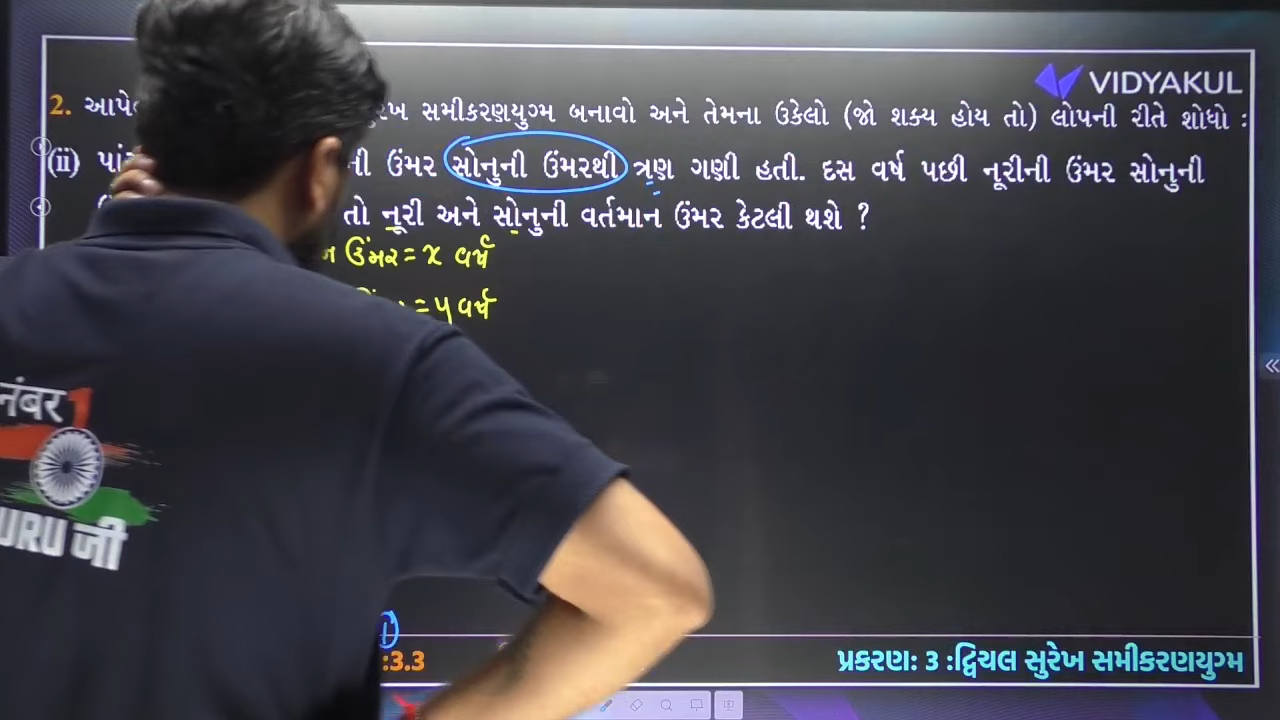 VIDYAKUL
2. સમીકરણયુગ્મ બનાવો અને તેમના ઉકેલો (જો શક્ય હોય તો) લોપની રીતે શોધો :
(ii) ઉંમર સોનુની ઉંમરથી ત્રણ ગણી હતી. દસ વર્ષ પછી નૂરીની ઉંમર સોનુની
તો નૂરી અને સોનુની વર્તમાન ઉંમર કેટલી થશે ?
ઉંમર = x વર્ષ
= y વર્ષ
નંબર 1
URU જી
1
:3.3
પ્રકરણ: 3 :દ્વિચલ સુરેખ સમીકરણયુગ્મ